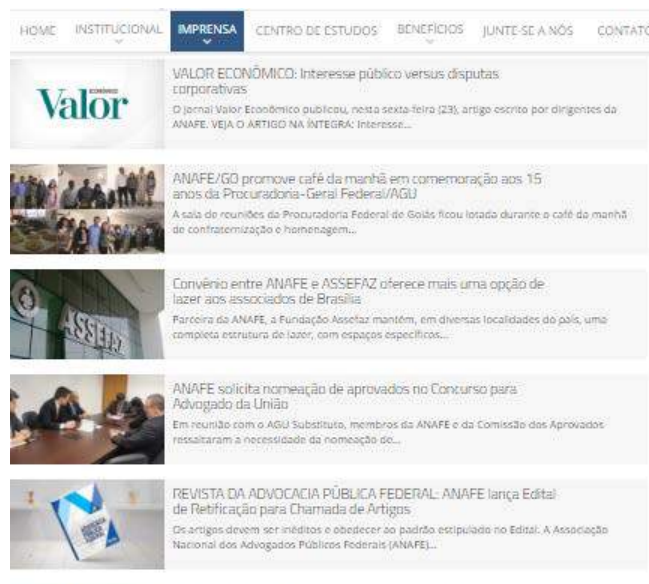 HOME INSTITUCIONAL IMPRENSA CENTRO DE ESTUDOS BENEFÍCIOS JUNTE-SE A NÓS CONTATO
ECONÔMICO
Valor
VALOR ECONÔMICO: Interesse público versus disputas
corporativas
O jornal Valor Econômico publicou, nesta sexta-feira (23), artigo escrito por dirigentes da
ANAFE. VEJA O ARTIGO NA ÍNTEGRA: Interesse...
ANAFE/GO promove café da manhã em comemoração aos 15
anos da Procuradoria-Geral Federal/AGU
A sala de reuniões da Procuradoria Federal de Goiás ficou lotada durante o café da manhã
de confraternização e homenagem...
ASSEFAZ
Convênio entre ANAFE e ASSEFAZ oferece mais uma opção de
lazer aos associados de Brasília
Parceira da ANAFE, a Fundação Assefaz mantém, em diversas localidades do país, uma
completa estrutura de lazer, com espaços específicos...
ANAFE solicita nomeação de aprovados no Concurso para
Advogado da União
Em reunião com o AGU Substituto, membros da ANAFE e da Comissão dos Aprovados
ressaltaram a necessidade da nomeação de...
ADVOCACIA
PÚBLICA
FEDERAL
REVISTA DA ADVOCACIA PÚBLICA FEDERAL: ANAFE lança Edital
de Retificação para Chamada de Artigos
Os artigos devem ser inéditos e obedecer ao padrão estipulado no Edital. A Associação
Nacional dos Advogados Públicos Federais (ANAFE)...